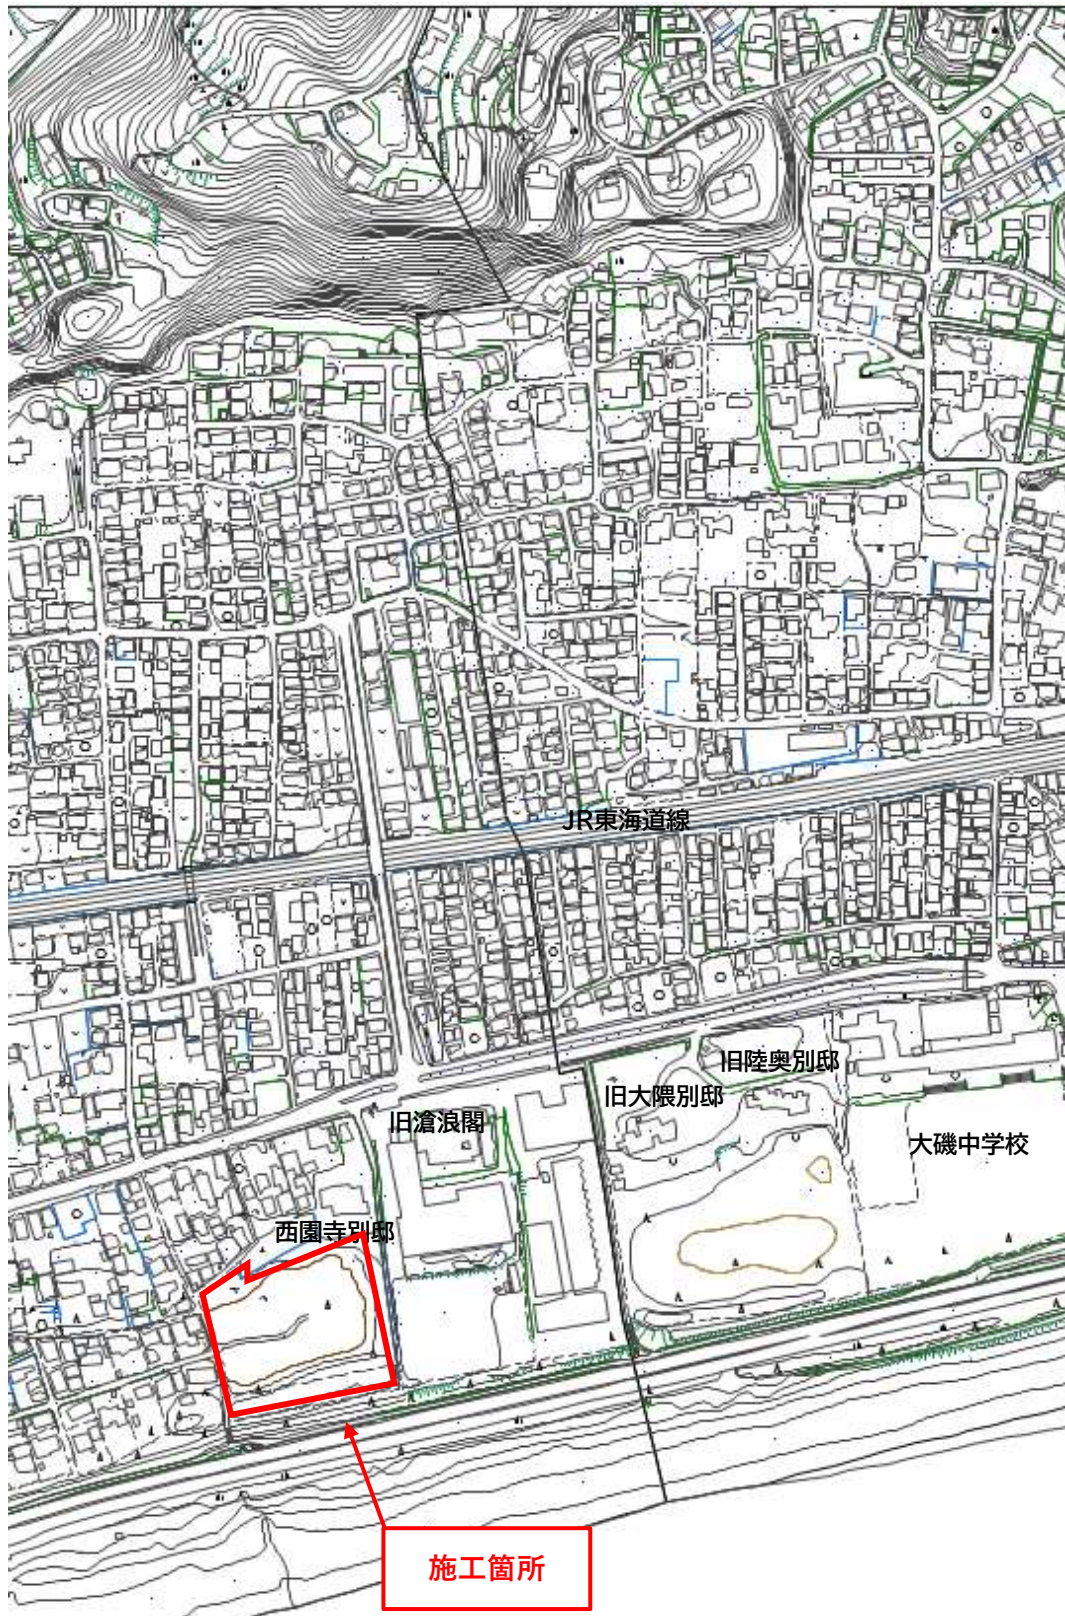 JR東海道線
旧陸奥別邸
旧大隈別邸
旧滄浪閣
大磯中学校
西園寺別邸
施工箇所